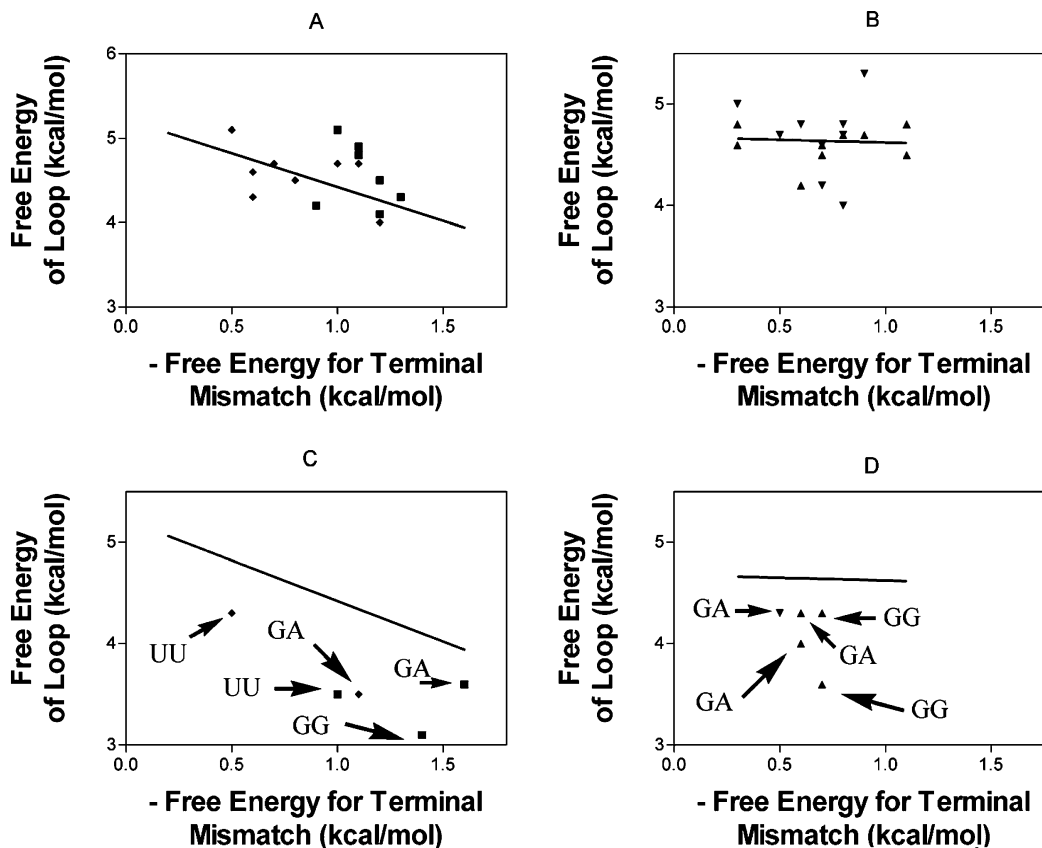 A
6
5
4
3
0.0 0.5 1.0 1.5
Free Energy
of Loop (kcal/mol)
- Free Energy for Terminal
Mismatch (kcal/mol)
B
6
5
4
3
0.0 0.5 1.0 1.5
Free Energy
of Loop (kcal/mol)
- Free Energy for Terminal
Mismatch (kcal/mol)
C
5
4
3
0.0 0.5 1.0 1.5
Free Energy
of Loop (kcal/mol)
UU
GA
UU
GA
GG
- Free Energy for Terminal
Mismatch (kcal/mol)
D
5
4
3
0.0 0.5 1.0 1.5
Free Energy
of Loop (kcal/mol)
GA
GG
GA
GA
GG
- Free Energy for Terminal
Mismatch (kcal/mol)